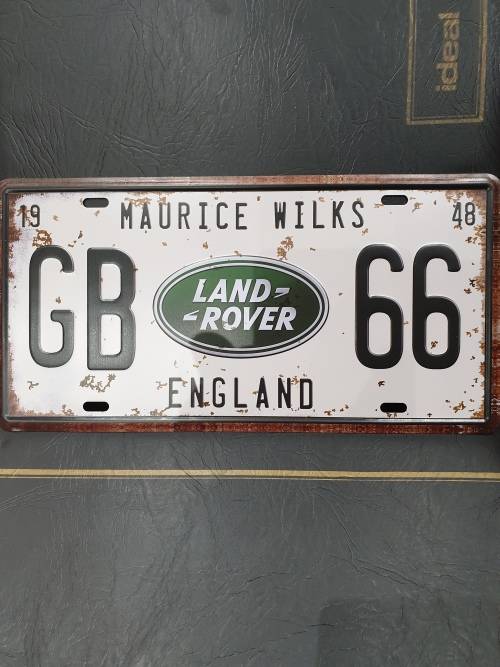 ideal
19 MAURICE WILKS 48
GB LAND-
-ROVER 66
ENGLAND